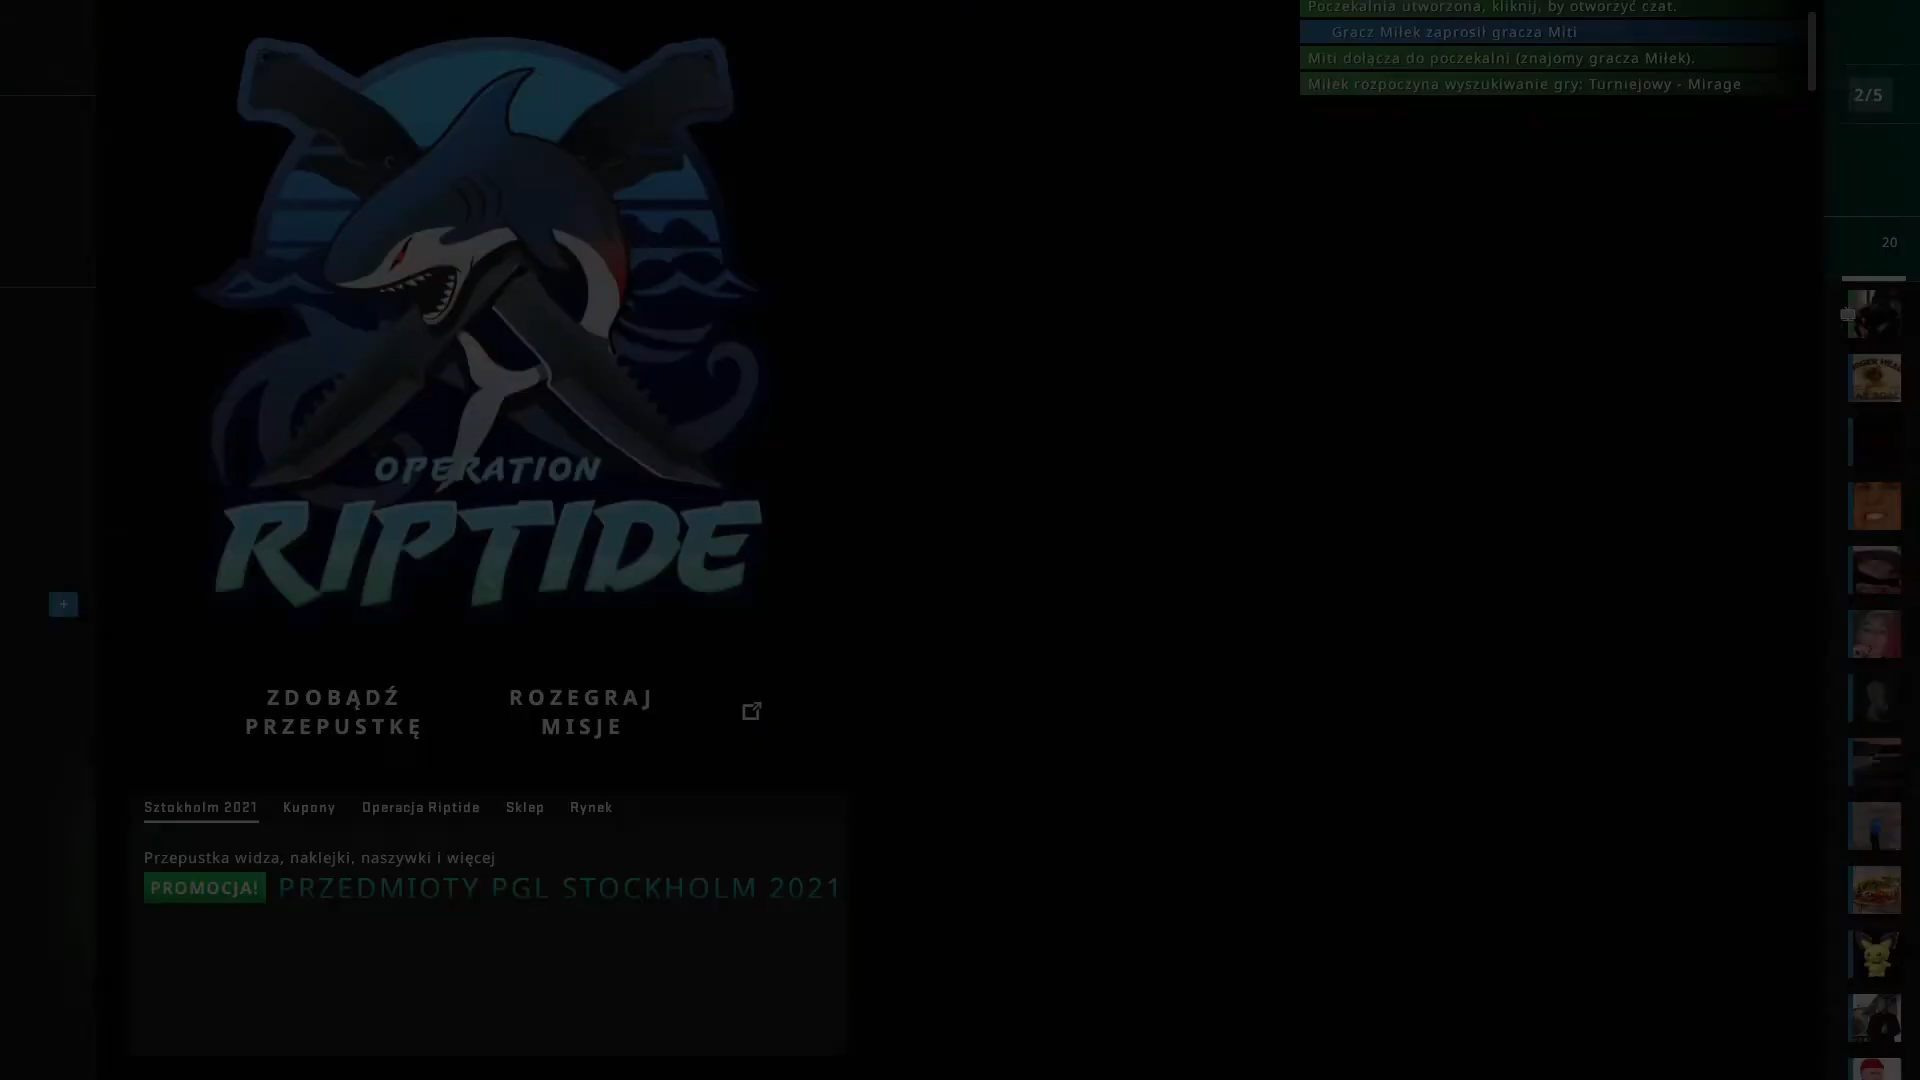 Poczekalnia utworzona, kliknij, by otworzyć czat.
Gracz Miłek zaprosił gracza Miti
Miti dołącza do poczekalni (znajomy gracza Miłek).
Miłek rozpoczyna wyszukiwanie gry: Turniejowy - Mirage
2/5
20
OPERATION
RIPTIDE
+
ZDOBĄDŹ
PRZEPUSTKĘ
ROZEGRAJ
MISJE
Sztokholm 2021 Kupony Operacja Riptide Sklep Rynek
Przepustka widza, naklejki, naszywki i więcej
PROMOCJA! PRZEDMIOTY PGL STOCKHOLM 2021